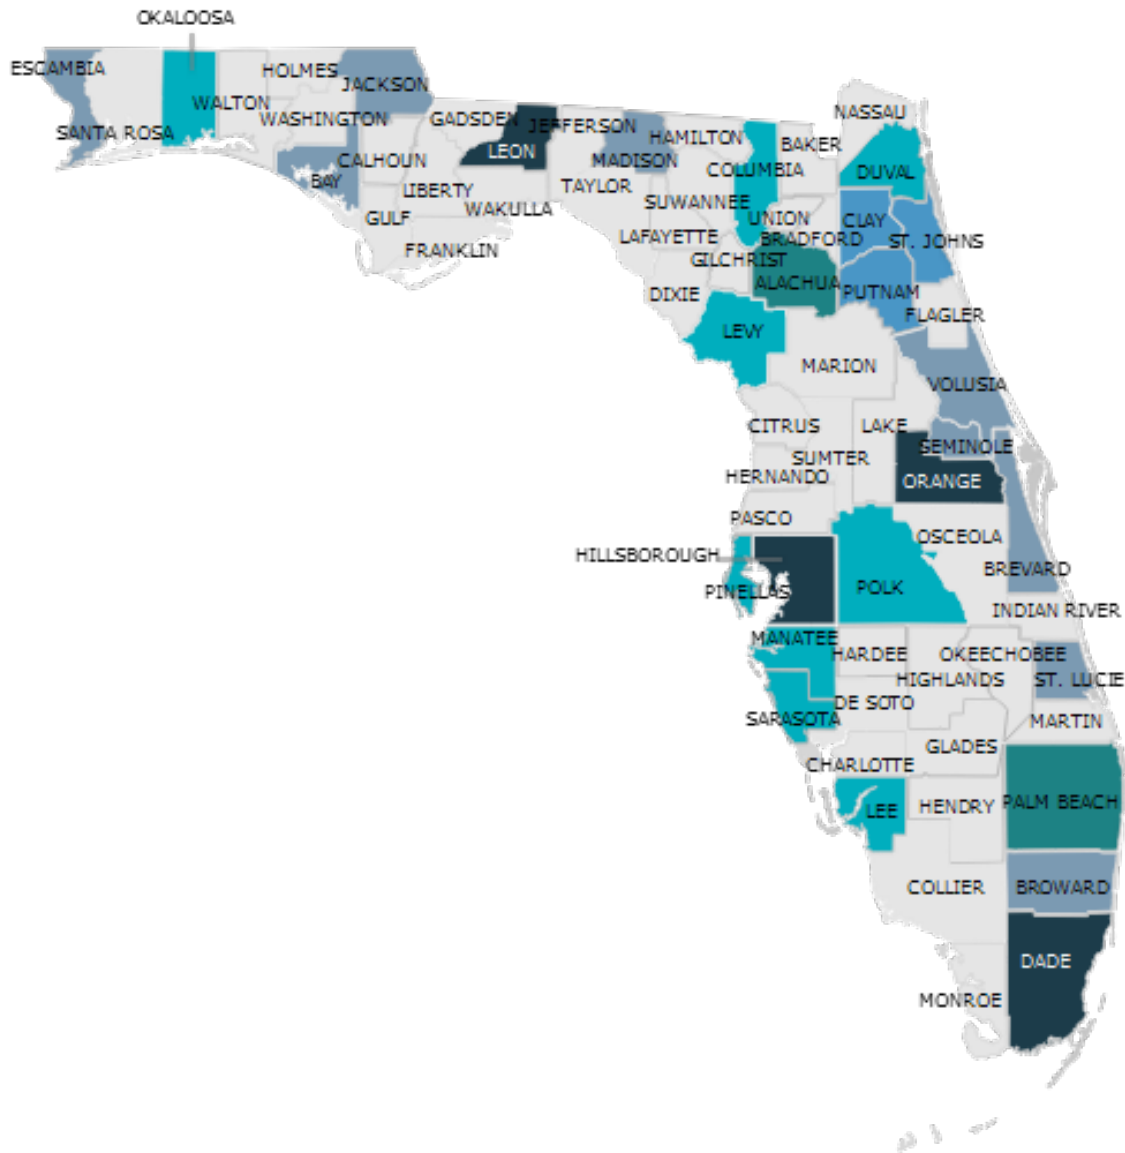 OKALOOSA
ESCAMBIA
HOLMES
JACKSON
WALTON
WASHINGTON
SANTA ROSA
GADSDEN
JEFFERSON
NASSAU
LEON
HAMILTON
BAKER
MADISON
CALHOUN
COLUMBIA
DUVAL
BAY
LIBERTY
TAYLOR
SUWANNEE
WAKULLA
GULF
UNION
CLAY
LAFAYETTE
BRADFORD
ST. JOHNS
FRANKLIN
GILCHRIST
ALACHUA
PUTNAM
DIXIE
FLAGLER
LEVY
MARION
VOLUSIA
CITRUS
LAKE
SEMINOLE
SUMTER
HERNANDO
ORANGE
PASCO
OSCEOLA
HILLSBOROUGH
BREVARD
PINELLAS
POLK
INDIAN RIVER
MANATEE
HARDEE
OKEECHOBEE
HIGHLANDS
ST. LUCIE
DE SOTO
SARASOTA
MARTIN
GLADES
CHARLOTTE
HENDRY
PALM BEACH
LEE
COLLIER
BROWARD
DADE
MONROE